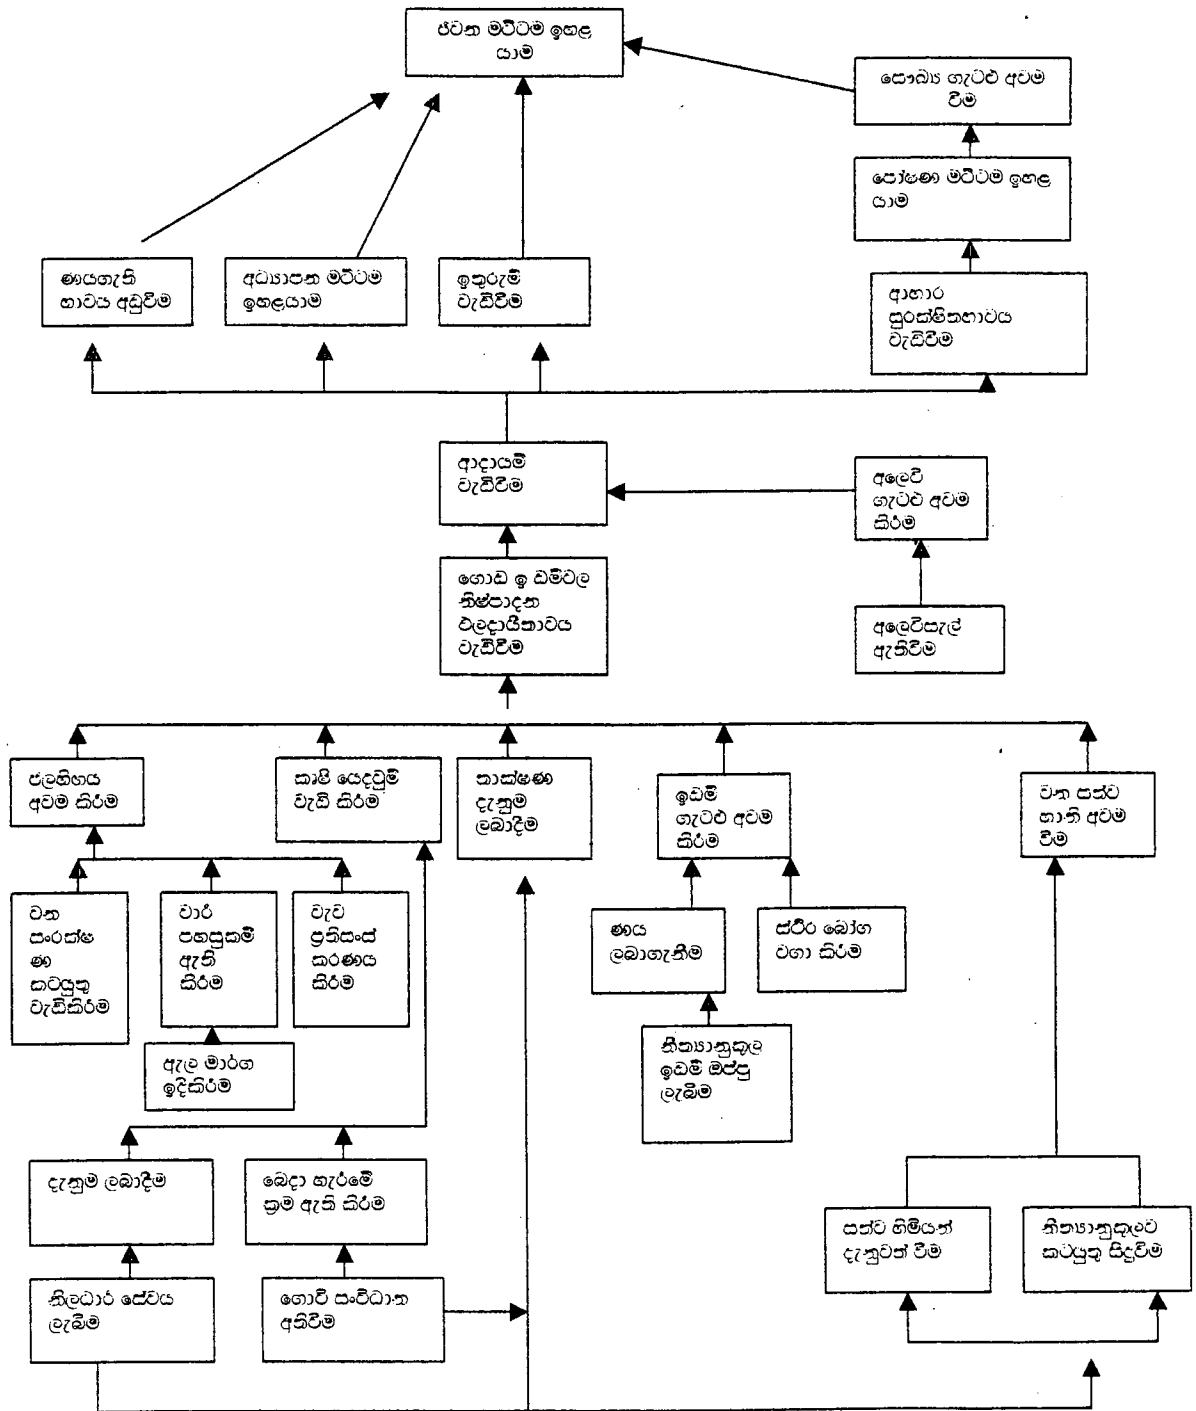 ජීවන මට්ටම ඉහළ
යාම
සෞඛ්‍ය ගැටළු අවම
වීම
පෝෂණ මට්ටම ඉහළ
යාම
ණයගැති
භාවය අඩුවීම
අධ්‍යාපන මට්ටම
ඉහළයාම
ඉතුරුම්
වැඩිවීම
ආහාර
සුරක්ෂිතභාවය
වැඩිවීම
ආදායම්
වැඩිවීම
අලෙවි
ගැටළු අවම
කිරීම
ගොඩ ඉ ඩම්වල
නිෂ්පාදන
ඵලදායීතාවය
වැඩිවීම
අලෙවිසැල්
ඇතිවීම
ජලහිඟය
අවම කිරීම
කෘෂි යෙදවුම්
වැඩි කිරීම
තාක්ෂණ
දැනුම
ලබාදීම
ඉඩම්
ගැටළු අවම
කිරීම
වන සත්ව
හානි අවම
වීම
වන
සංරක්ෂ
ණ
කටයුතු
වැඩිකිරීම
වාරි
පහසුකම්
ඇති
කිරීම
වැව
ප්‍රතිසංස්
කරණය
කිරීම
ණය
ලබාගැනීම
ස්ථිර බෝග
වගා කිරීම
ඇල මාර්ග
ඉදිකිරීම
නීත්‍යානුකූල
ඉඩම් ඔප්පු
ලැබීම
දැනුම ලබාදීම
බෙදා හැරීමේ
ක්‍රම ඇති කිරීම
සත්ව හිමියන්
දැනුවත් වීම
නීත්‍යානුකූලව
කටයුතු සිදුවීම
නිලධාරි සේවය
ලැබීම
ගොවි සංවිධාන
අතිවීම